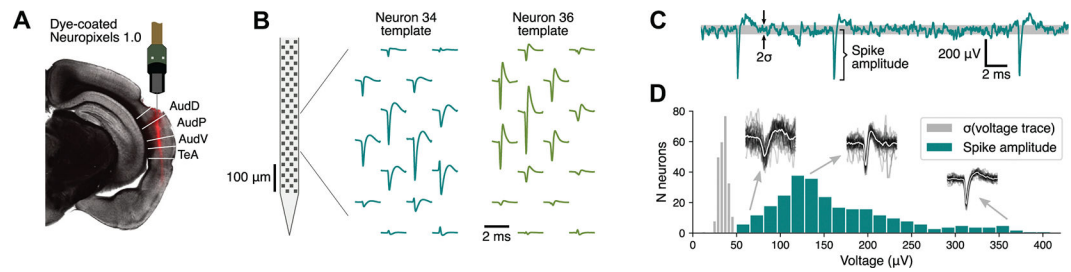 A
Dye-coated
Neuropixels 1.0
AudD
AudP
AudV
TeA
B
Neuron 34
template
Neuron 36
template
100 μm
2 ms
C
2σ
Spike
amplitude
200 μV
2 ms
D
σ(voltage trace)
Spike amplitude
N neurons
80
60
40
20
0
0
50
100
150
200
250
300
350
400
Voltage (μV)